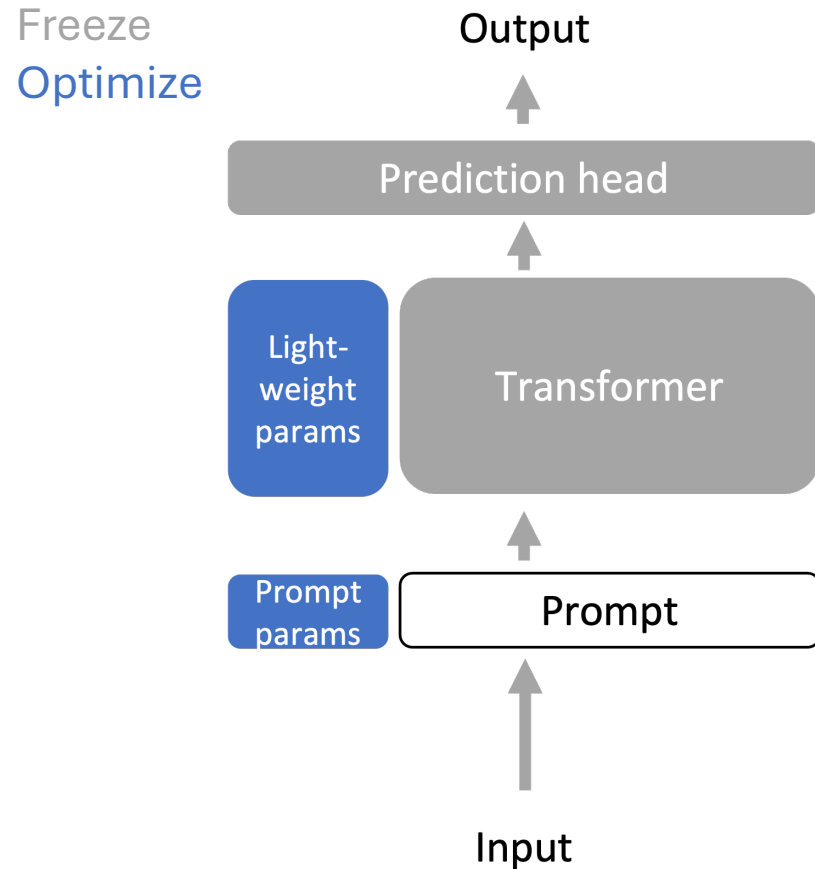 Freeze
Optimize
Output
Prediction head
Light-
weight
params
Transformer
Prompt
params
Prompt
Input